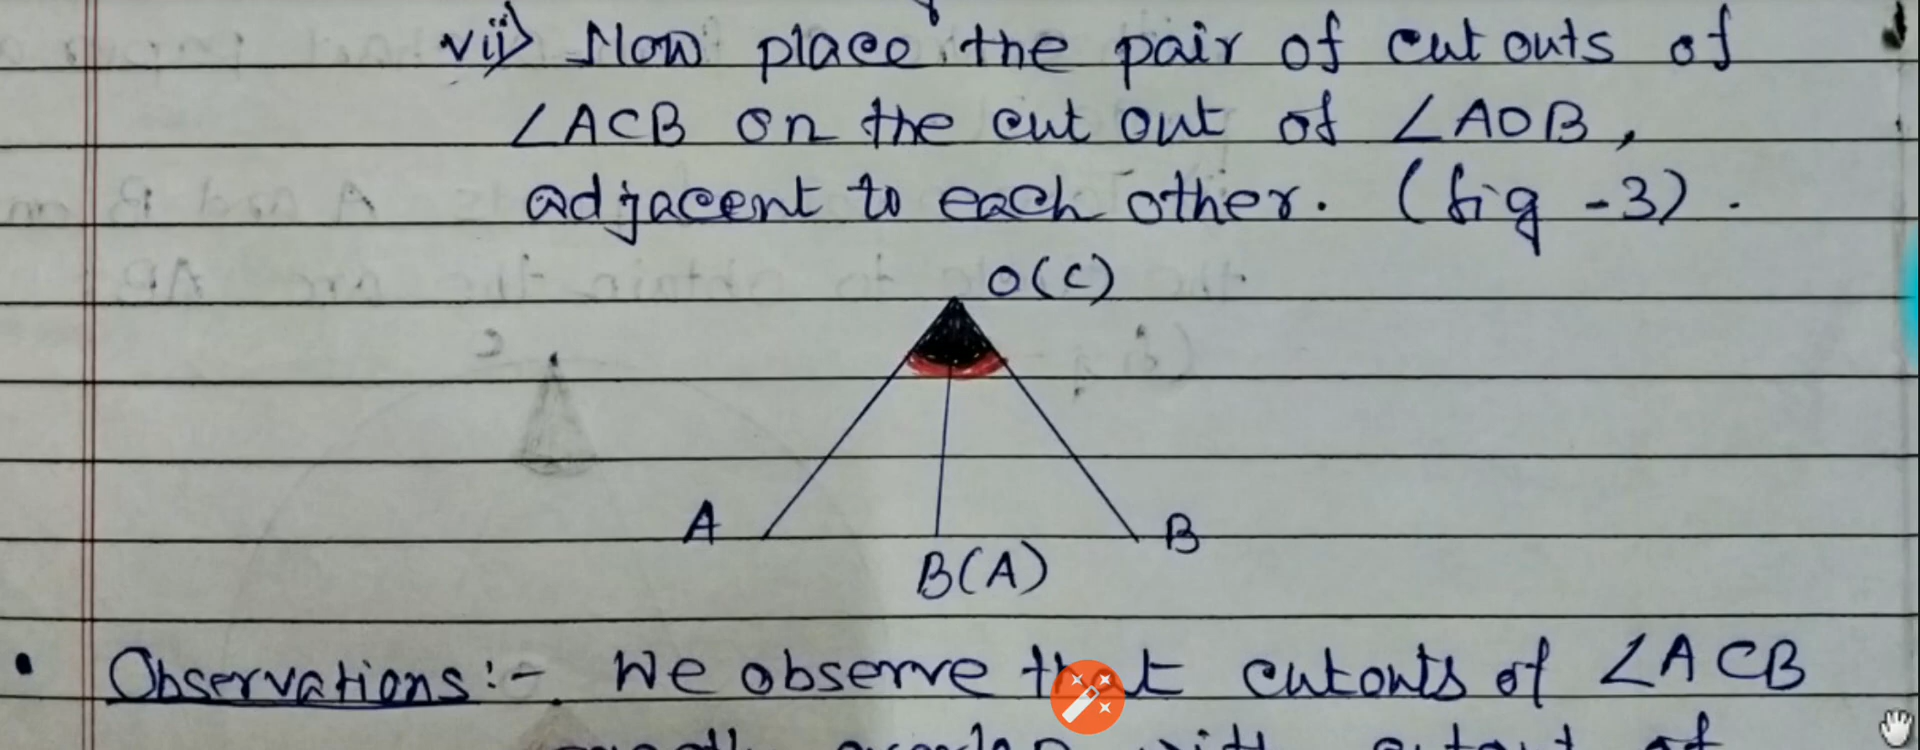 vii) Now place the pair of cut outs of
∠ACB on the cut out of ∠AOB,
adjacent to each other. (fig -3).
O(C)
A
B
B(A)
• Observations:- We observe that cutouts of ∠ACB